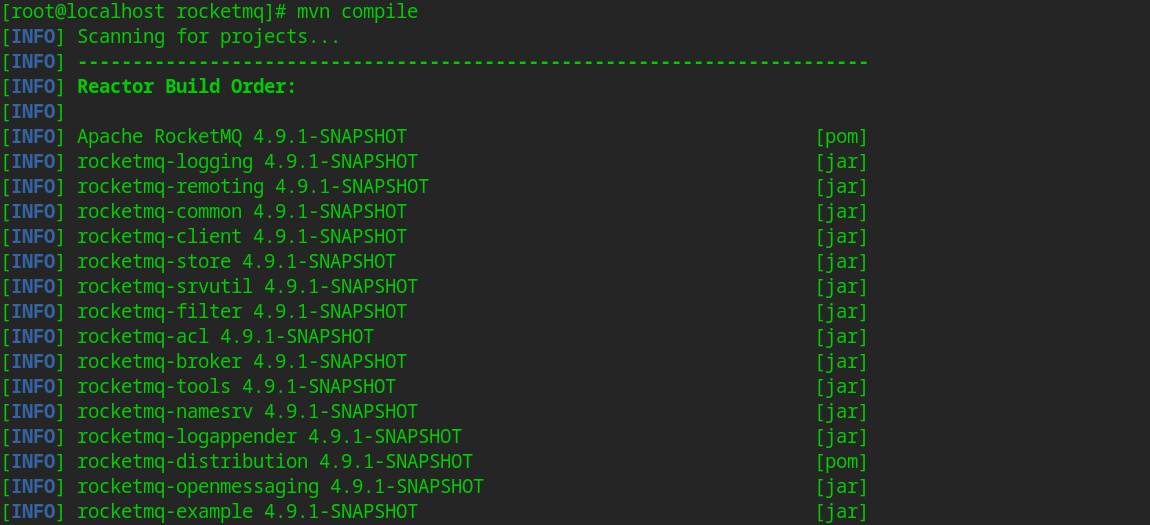 [root@localhost rocketmq]# mvn compile
[INFO] Scanning for projects...
[INFO] ------------------------------------------------------------------------
[INFO] Reactor Build Order:
[INFO]
[INFO] Apache RocketMQ 4.9.1-SNAPSHOT [pom]
[INFO] rocketmq-logging 4.9.1-SNAPSHOT [jar]
[INFO] rocketmq-remoting 4.9.1-SNAPSHOT [jar]
[INFO] rocketmq-common 4.9.1-SNAPSHOT [jar]
[INFO] rocketmq-client 4.9.1-SNAPSHOT [jar]
[INFO] rocketmq-store 4.9.1-SNAPSHOT [jar]
[INFO] rocketmq-srvutil 4.9.1-SNAPSHOT [jar]
[INFO] rocketmq-filter 4.9.1-SNAPSHOT [jar]
[INFO] rocketmq-acl 4.9.1-SNAPSHOT [jar]
[INFO] rocketmq-broker 4.9.1-SNAPSHOT [jar]
[INFO] rocketmq-tools 4.9.1-SNAPSHOT [jar]
[INFO] rocketmq-namesrv 4.9.1-SNAPSHOT [jar]
[INFO] rocketmq-logappender 4.9.1-SNAPSHOT [jar]
[INFO] rocketmq-distribution 4.9.1-SNAPSHOT [pom]
[INFO] rocketmq-openmessaging 4.9.1-SNAPSHOT [jar]
[INFO] rocketmq-example 4.9.1-SNAPSHOT [jar]